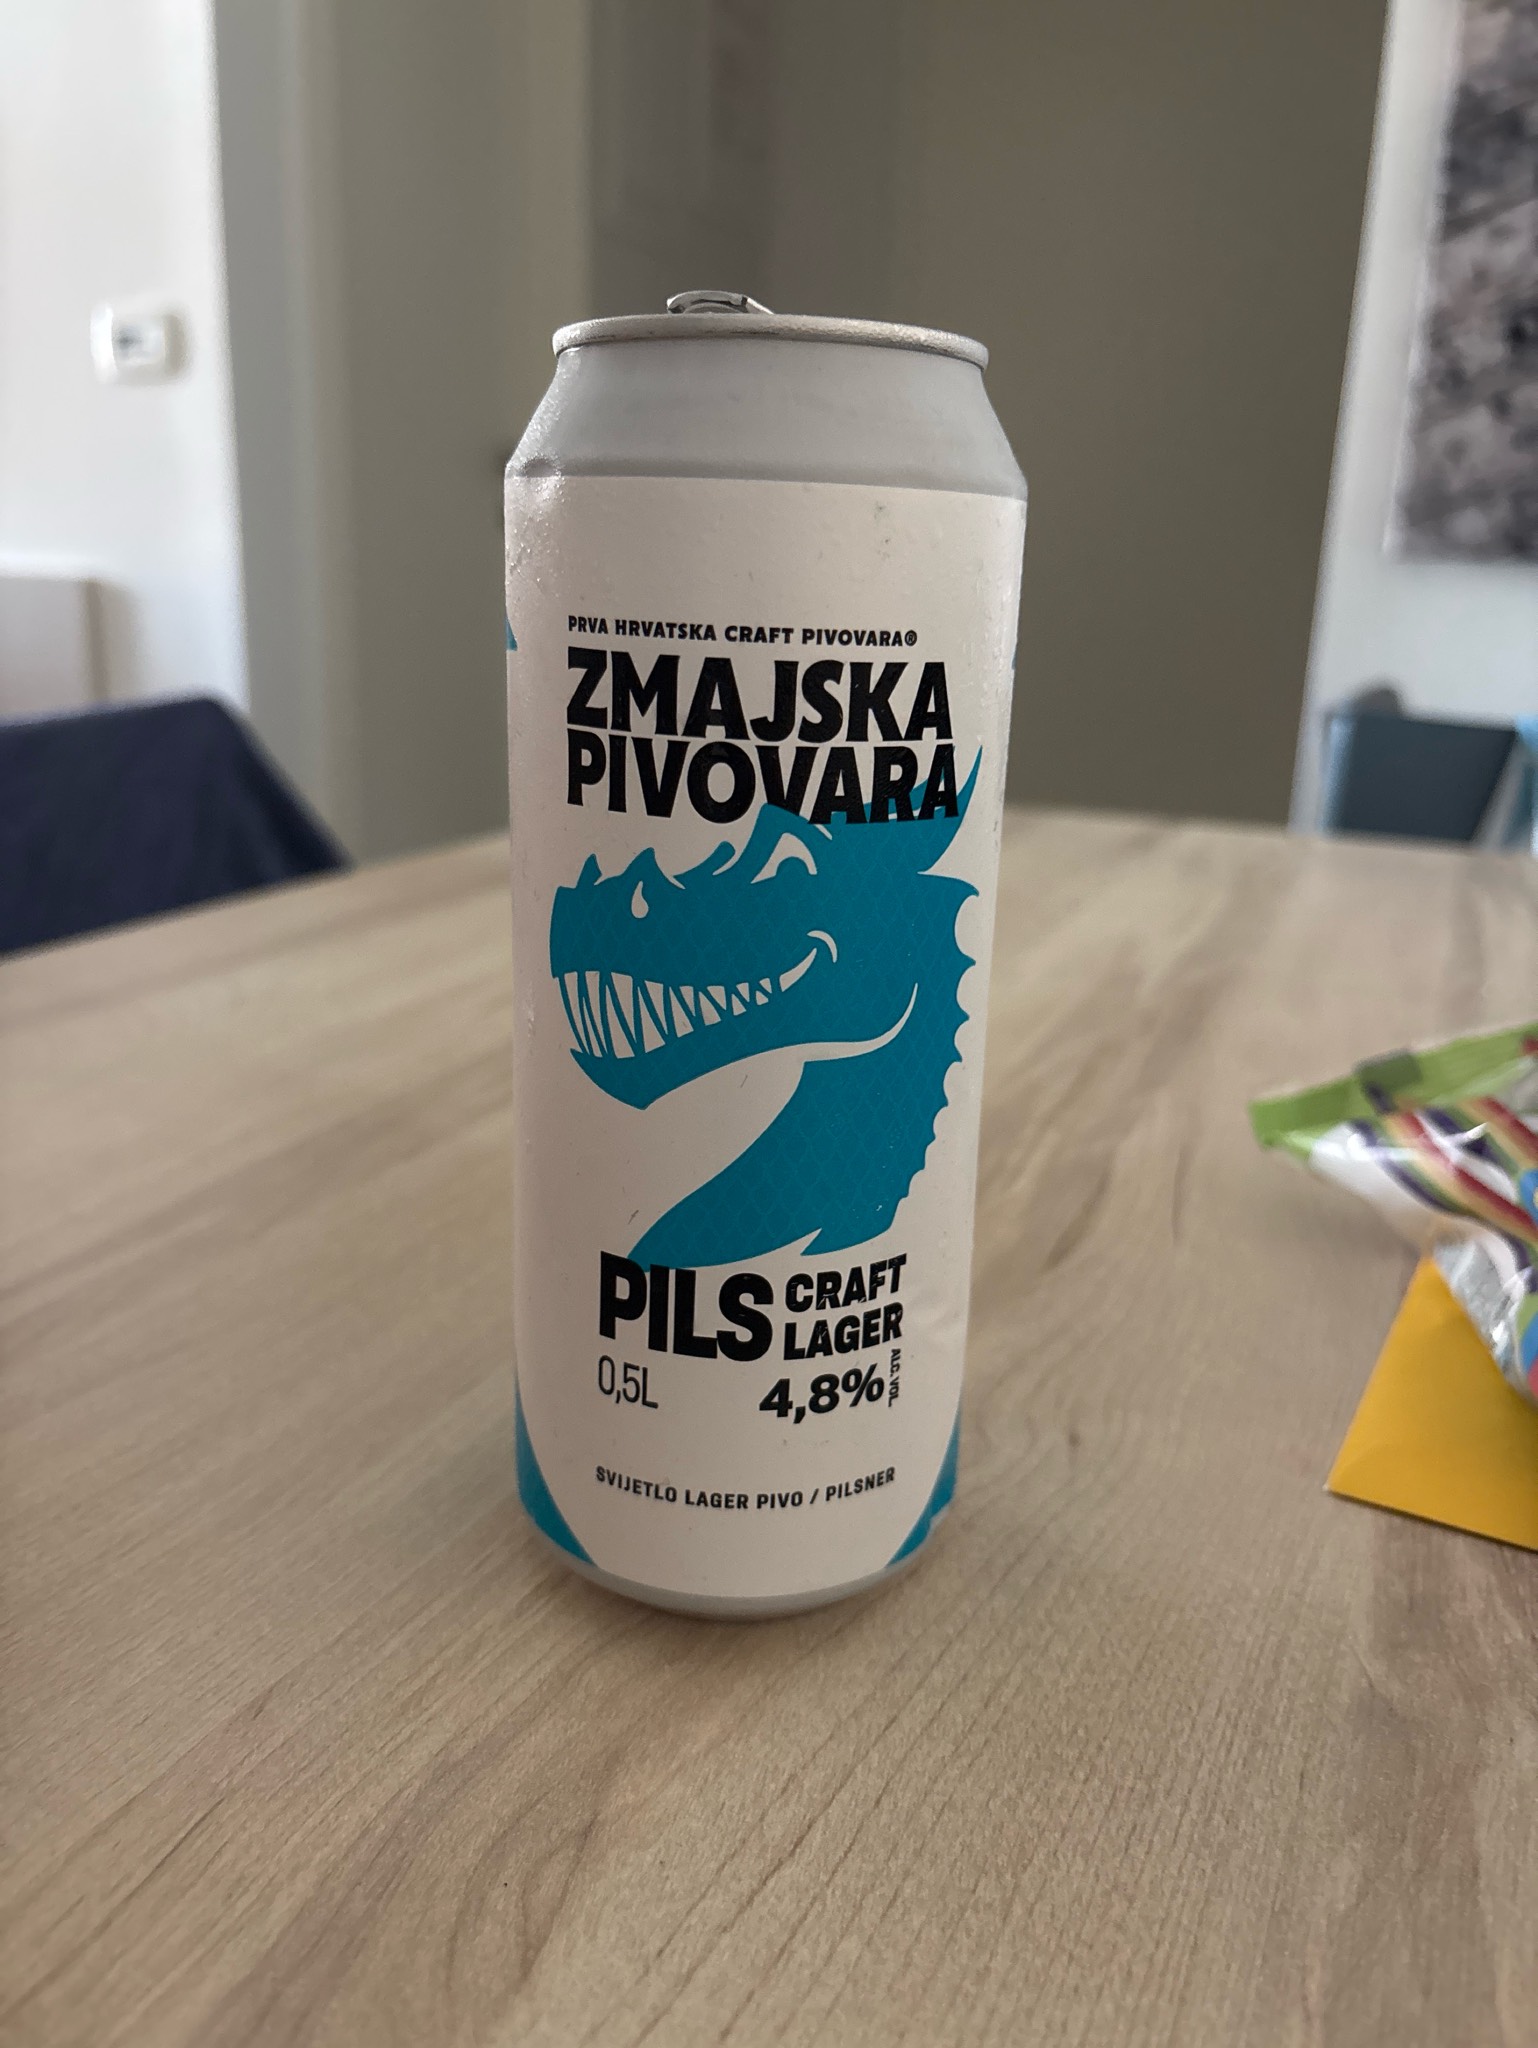 PRVA HRVATSKA CRAFT PIVOVARA®
ZMAJSKA
PIVOVARA
PILS CRAFT
LAGER
0,5L 4,8% ALC. VOL.
SVIJETLO LAGER PIVO / PILSNER